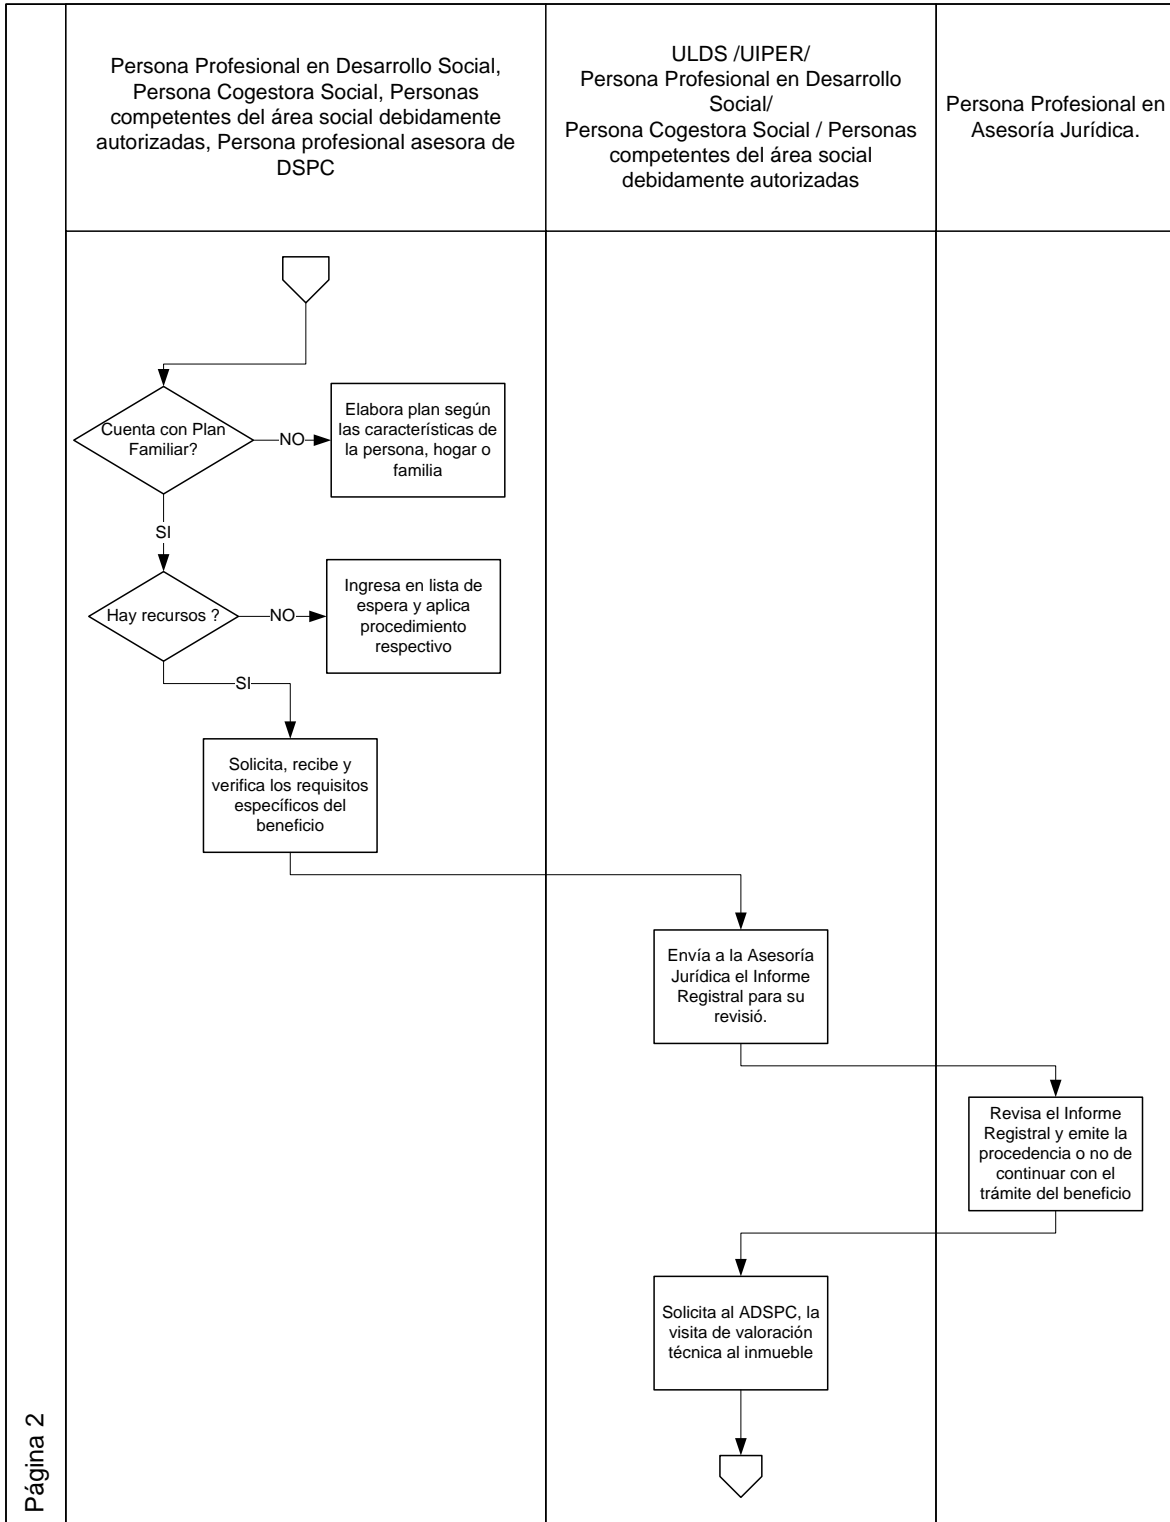 Persona Profesional en Desarrollo Social,
Persona Cogestora Social, Personas
competentes del área social debidamente
autorizadas, Persona profesional asesora de
DSPC
ULDS /UIPER/
Persona Profesional en Desarrollo
Social/
Persona Cogestora Social / Personas
competentes del área social
debidamente autorizadas
Persona Profesional en
Asesoría Jurídica.
Cuenta con Plan
Familiar?
NO
Elabora plan según
las características de
la persona, hogar o
familia
SI
Hay recursos ?
NO
Ingresa en lista de
espera y aplica
procedimiento
respectivo
SI
Solicita, recibe y
verifica los requisitos
específicos del
beneficio
Envía a la Asesoría
Jurídica el Informe
Registral para su
revisió.
Revisa el Informe
Registral y emite la
procedencia o no de
continuar con el
trámite del beneficio
Solicita al ADSPC, la
visita de valoración
técnica al inmueble
Página 2